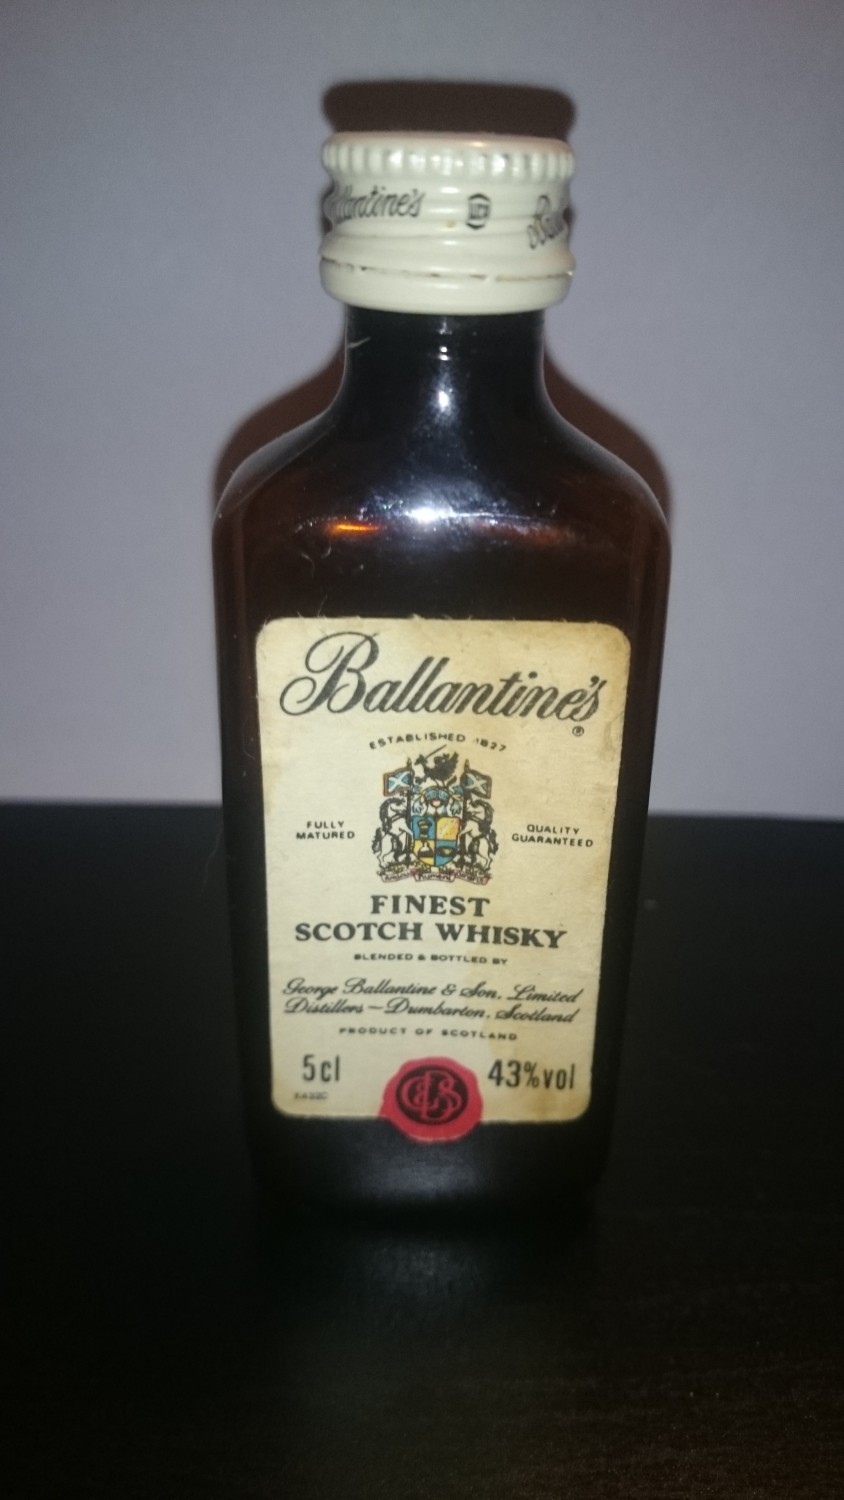 Ballantine's
Ballantine's
®
ESTABLISHED 1827
FULLY
MATURED
QUALITY
GUARANTEED
FINEST
SCOTCH WHISKY
BLENDED & BOTTLED BY
George Ballantine & Son, Limited
Distillers – Dumbarton, Scotland
PRODUCT OF SCOTLAND
5cl
43%vol
GBS